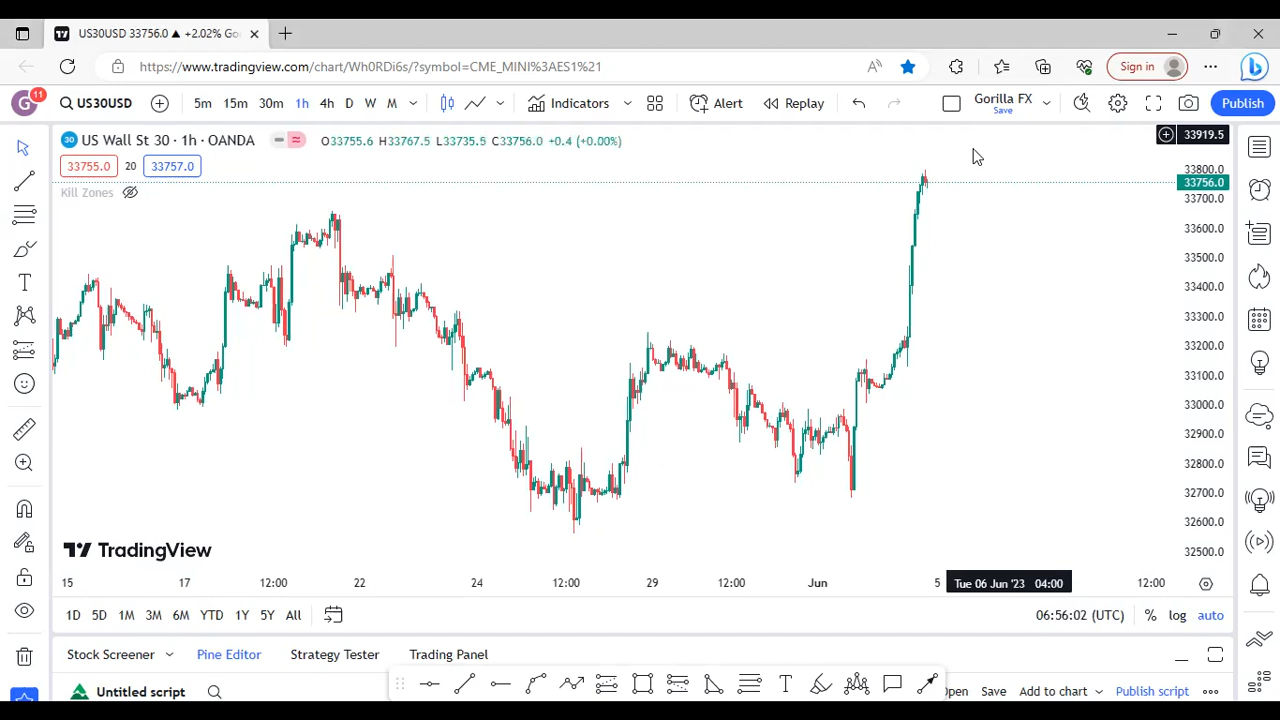 US30USD 33756.0 ▲ +2.02% Go
https://www.tradingview.com/chart/Wh0RDi6s/?symbol=CME_MINI%3AES1%21
Sign in
G 11
US30USD
5m 15m 30m 1h 4h D W M
Indicators
Alert
Replay
Gorilla FX
Save
Publish
30 US Wall St 30 · 1h · OANDA
O33755.6 H33767.5 L33735.5 C33756.0 +0.4 (+0.00%)
33755.0 20 33757.0
Kill Zones
33919.5
33800.0
33756.0
33700.0
33600.0
33500.0
33400.0
33300.0
33200.0
33100.0
33000.0
32900.0
32800.0
32700.0
32600.0
32500.0
TradingView
15 17 12:00 22 24 12:00 29 12:00 Jun 5 Tue 06 Jun '23 04:00 12:00
1D 5D 1M 3M 6M YTD 1Y 5Y All
06:56:02 (UTC) % log auto
Stock Screener Pine Editor Strategy Tester Trading Panel
Untitled script
Open Save Add to chart Publish script